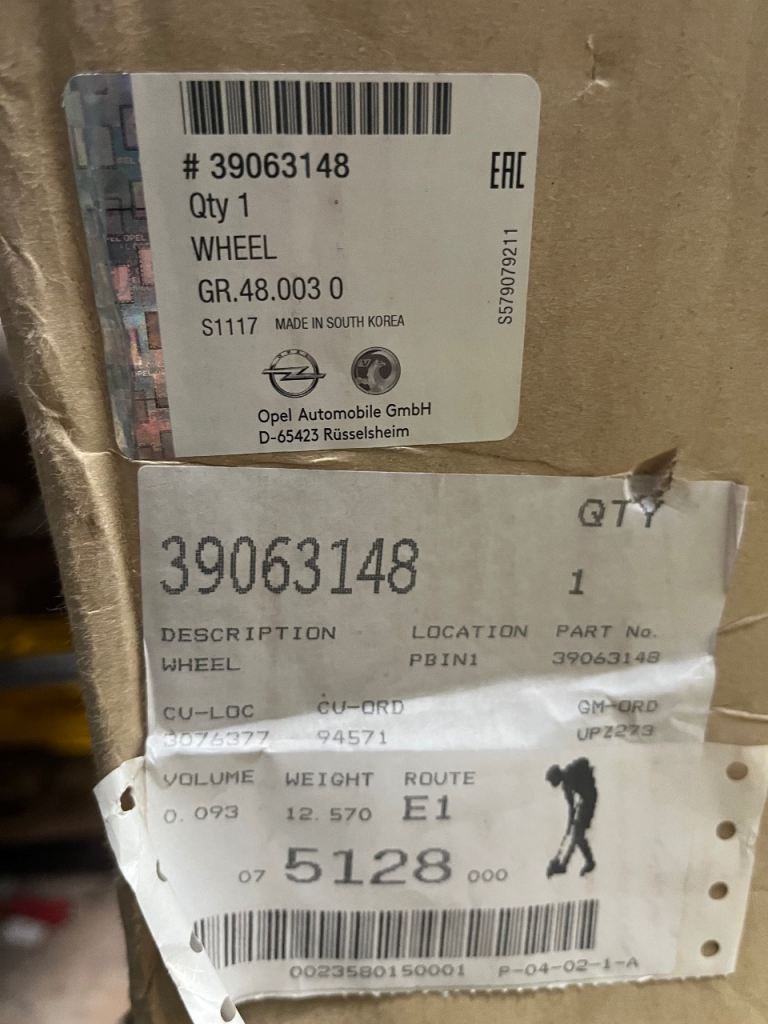 # 39063148
EAC
Qty 1
WHEEL
GR.48.003 0
S1117 MADE IN SOUTH KOREA
S579079211
Opel Automobile GmbH
D-65423 Rüsselsheim
QTY
39063148 1
DESCRIPTION LOCATION PART No.
WHEEL PBIN1 39063148
CU-LOC CU-ORD GM-ORD
3076377 94571 UPZ273
VOLUME WEIGHT ROUTE
0.093 12.570 E1
07 5128 000
0023580150001 P-04-02-1-A